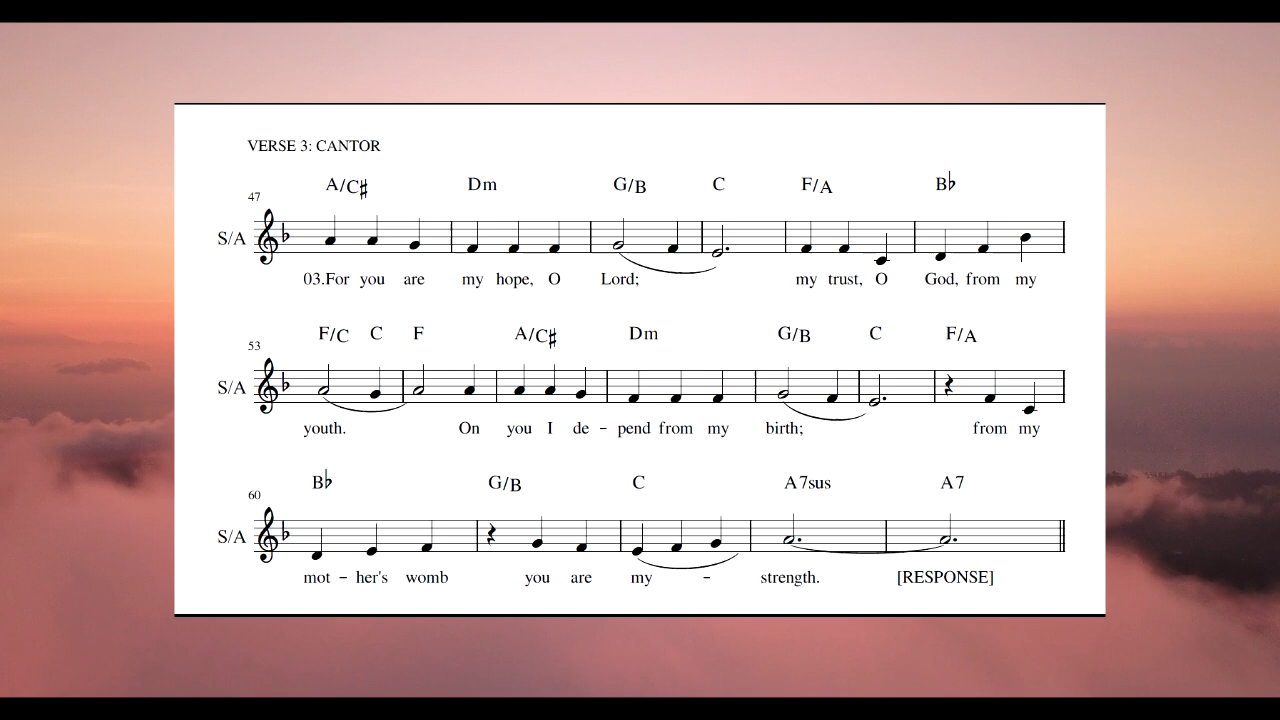 VERSE 3: CANTOR
A/C♯ Dm G/B C F/A B♭
47
S/A
03.For you are my hope, O Lord; my trust, O God, from my
F/C C F A/C♯ Dm G/B C F/A
53
S/A
youth. On you I de - pend from my birth; from my
B♭ G/B C A7sus A7
60
S/A
mot - her's womb you are my - strength. [RESPONSE]